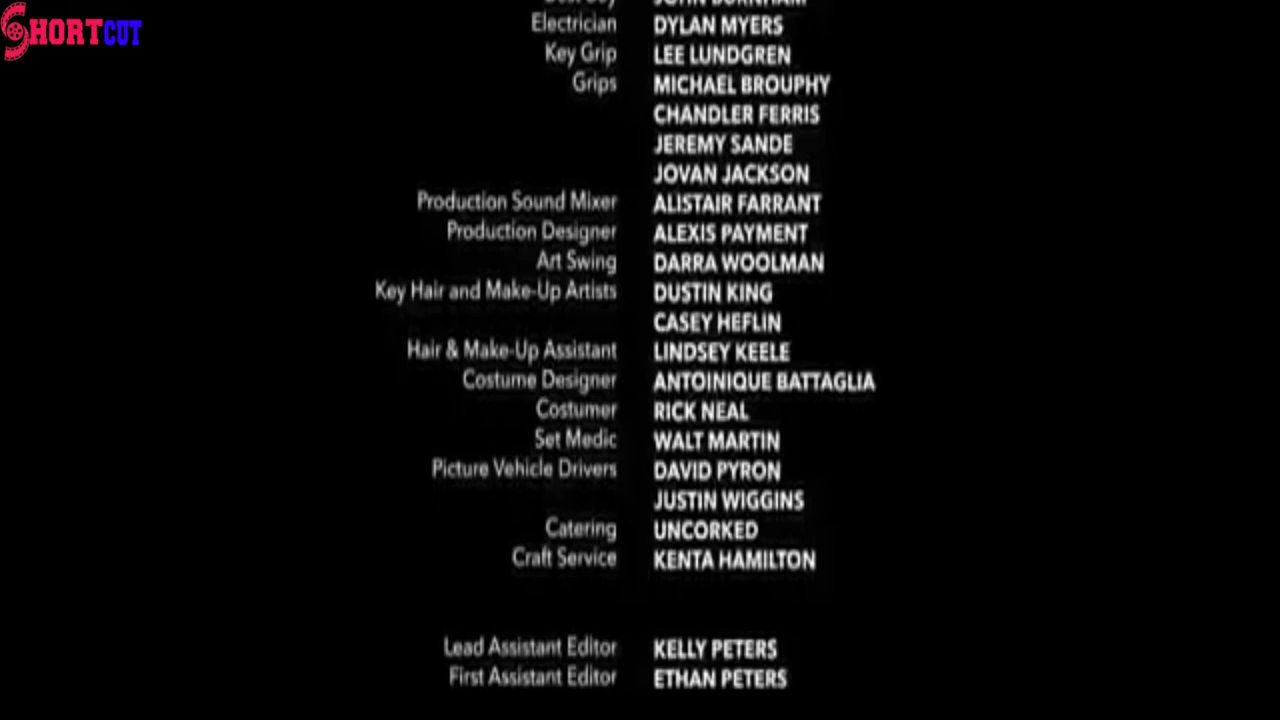 SHORTCUT
Electrician DYLAN MYERS
Key Grip LEE LUNDGREN
Grips MICHAEL BROUPHY
CHANDLER FERRIS
JEREMY SANDE
JOVAN JACKSON
Production Sound Mixer ALISTAIR FARRANT
Production Designer ALEXIS PAYMENT
Art Swing DARRA WOOLMAN
Key Hair and Make-Up Artists DUSTIN KING
CASEY HEFLIN
Hair & Make-Up Assistant LINDSEY KEELE
Costume Designer ANTOINIQUE BATTAGLIA
Costumer RICK NEAL
Set Medic WALT MARTIN
Picture Vehicle Drivers DAVID PYRON
JUSTIN WIGGINS
Catering UNCORKED
Craft Service KENTA HAMILTON
Lead Assistant Editor KELLY PETERS
First Assistant Editor ETHAN PETERS